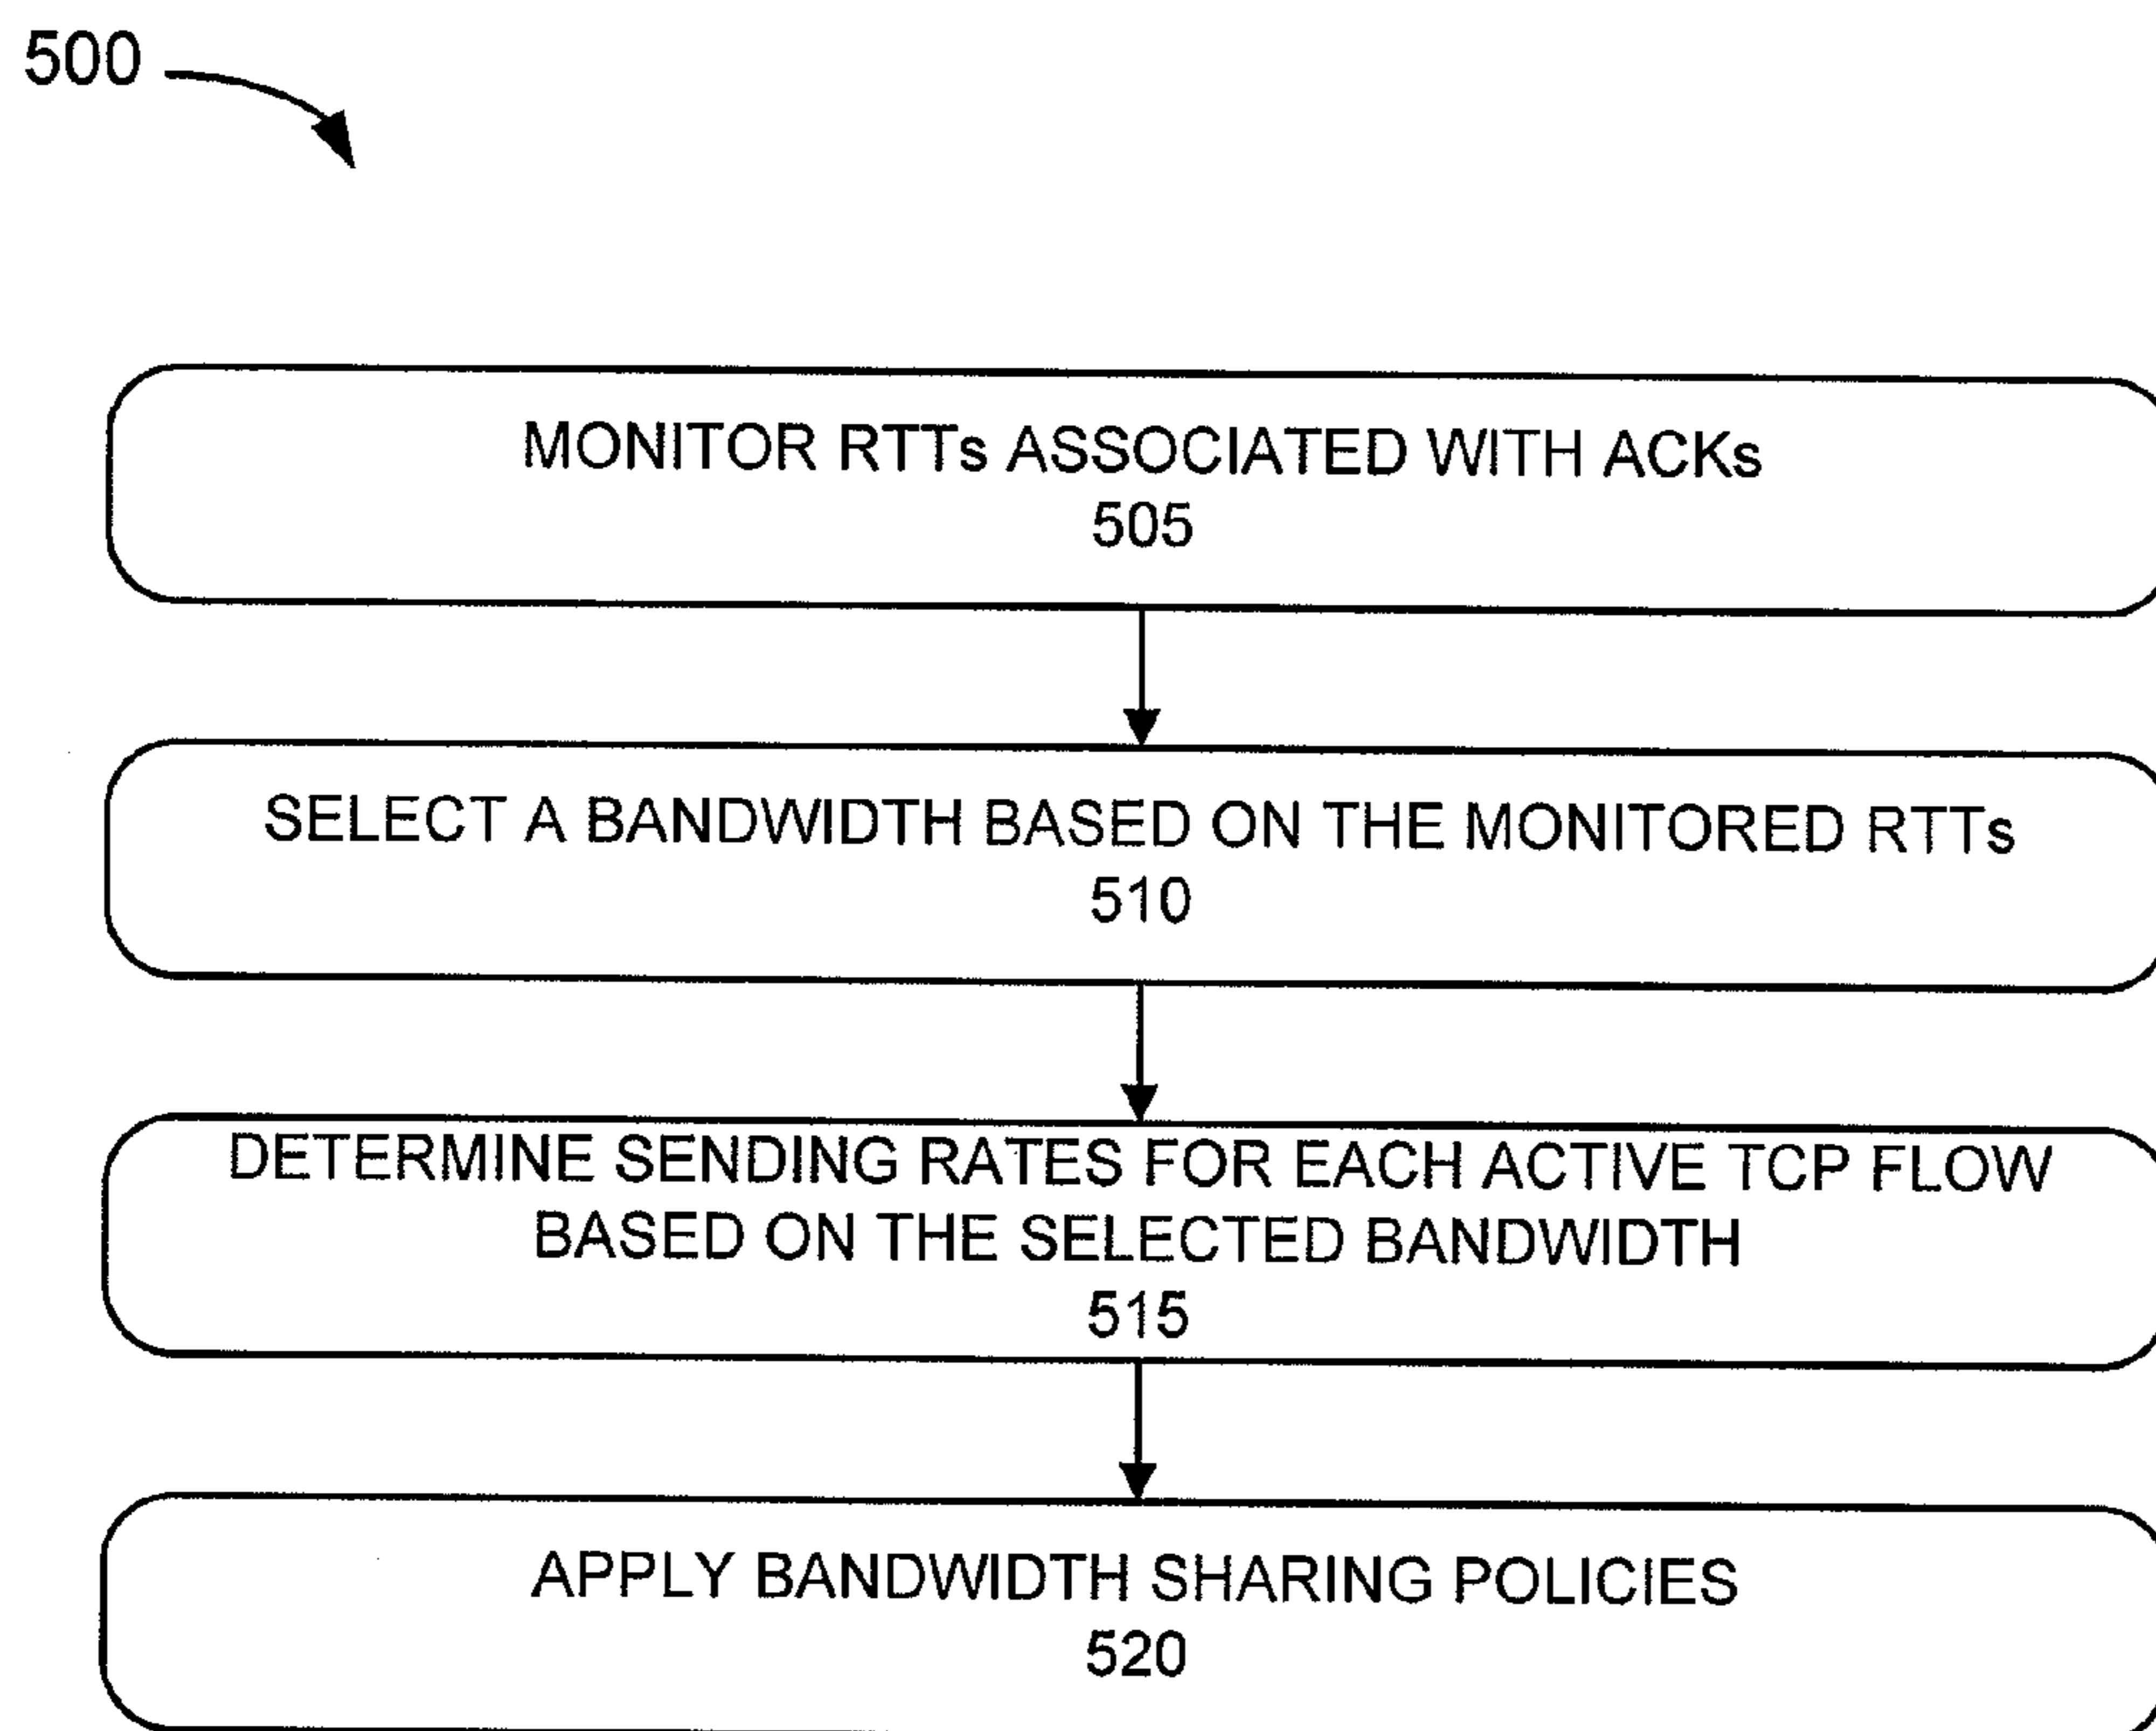 500
MONITOR RTTs ASSOCIATED WITH ACKs
505
SELECT A BANDWIDTH BASED ON THE MONITORED RTTs
510
DETERMINE SENDING RATES FOR EACH ACTIVE TCP FLOW
BASED ON THE SELECTED BANDWIDTH
515
APPLY BANDWIDTH SHARING POLICIES
520